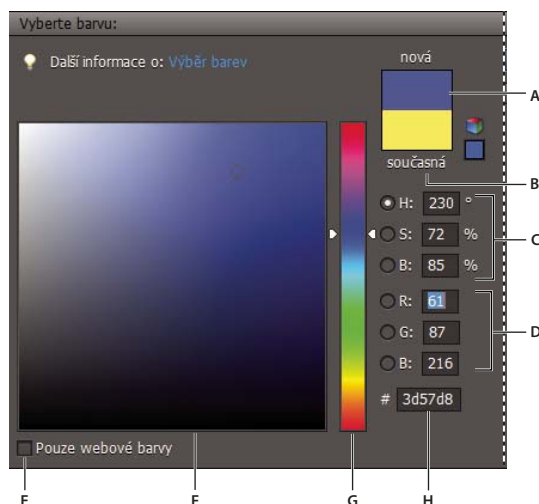 Vyberte barvu:
Další informace o: Výběr barev
nová
A
současná
B
H: 230 °
S: 72 %
C
B: 85 %
R: 61
G: 87
D
B: 216
# 3d57d8
Pouze webové barvy
E F G H